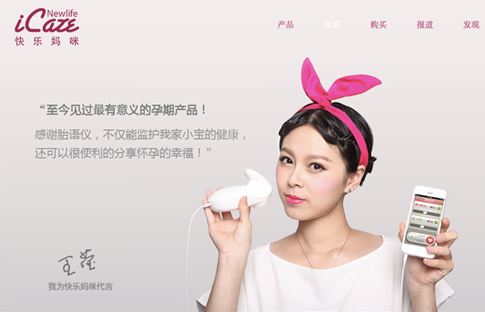 Newlife
iCare
快乐妈咪
产品
购买
报道
发现
“至今见过最有意义的孕期产品！
感谢胎语仪，不仅能监护我家小宝的健康，
还可以很便利的分享怀孕的幸福！”
王莹
我为快乐妈咪代言